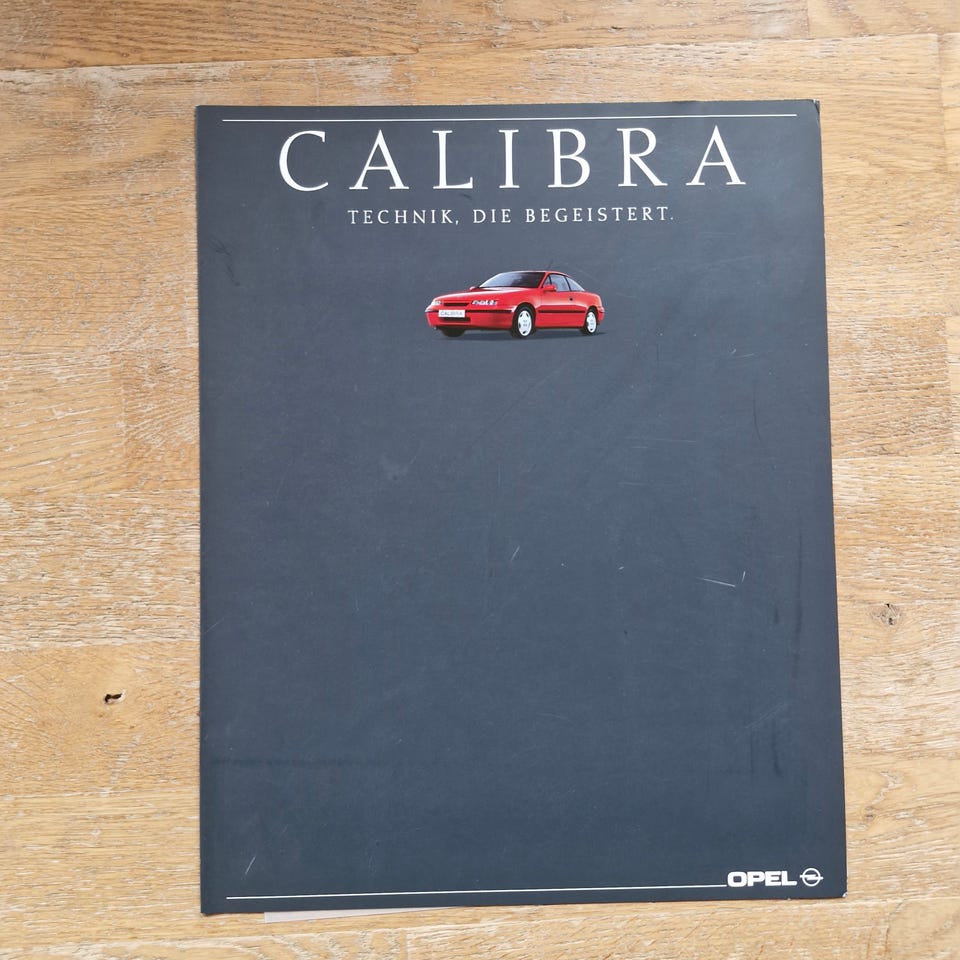 CALIBRA
TECHNIK, DIE BEGEISTERT.
CALIBRA
OPEL